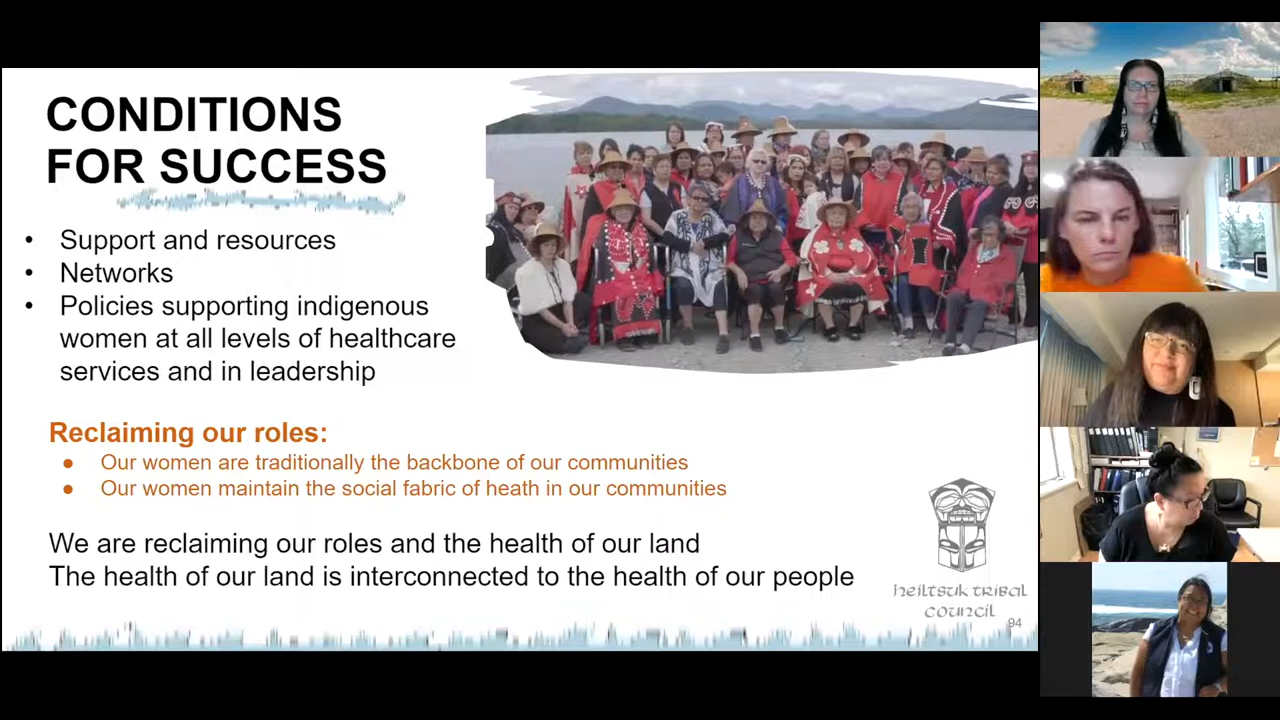 CONDITIONS
FOR SUCCESS
• Support and resources
• Networks
• Policies supporting indigenous
women at all levels of healthcare
services and in leadership
Reclaiming our roles:
● Our women are traditionally the backbone of our communities
● Our women maintain the social fabric of heath in our communities
We are reclaiming our roles and the health of our land
The health of our land is interconnected to the health of our people
heiltsuk tribal
council
94